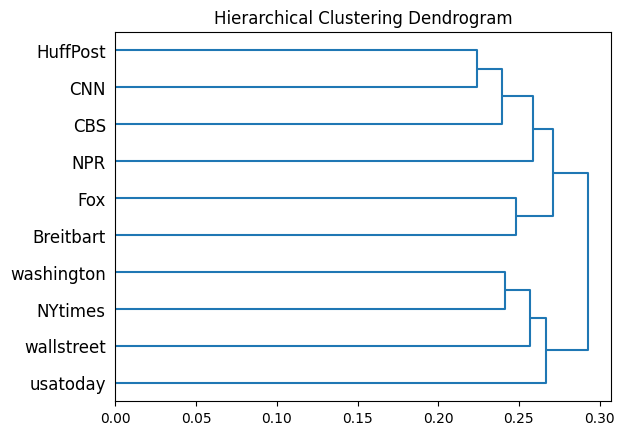 Hierarchical Clustering Dendrogram
HuffPost
CNN
CBS
NPR
Fox
Breitbart
washington
NYtimes
wallstreet
usatoday
0.00 0.05 0.10 0.15 0.20 0.25 0.30